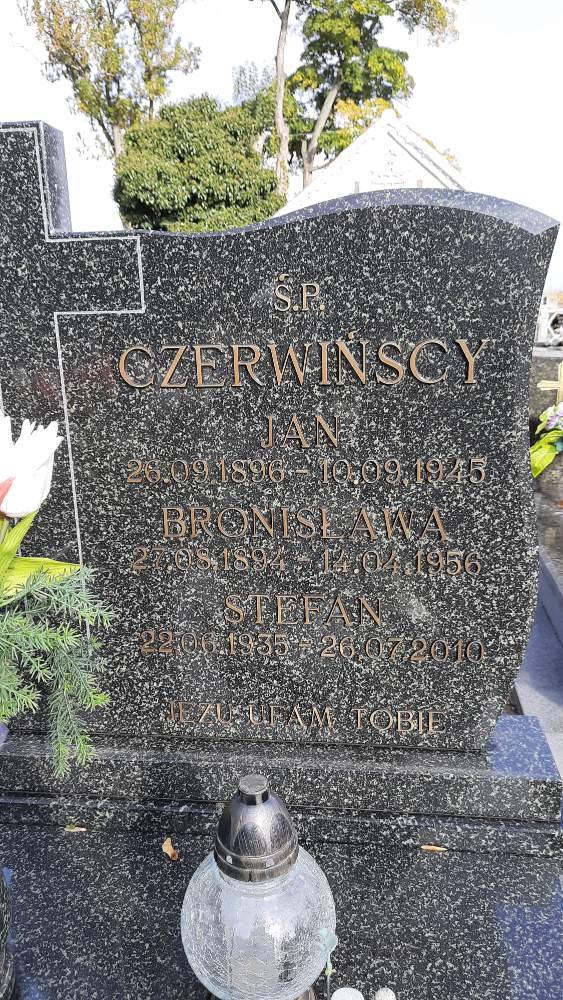 Ś.P.
CZERWIŃSCY
JAN
26.09.1896 - 10.09.1945
BRONISŁAWA
27.08.1894 - 14.04.1956
STEFAN
22.06.1935 - 26.07.2010
JEZU UFAM TOBIE